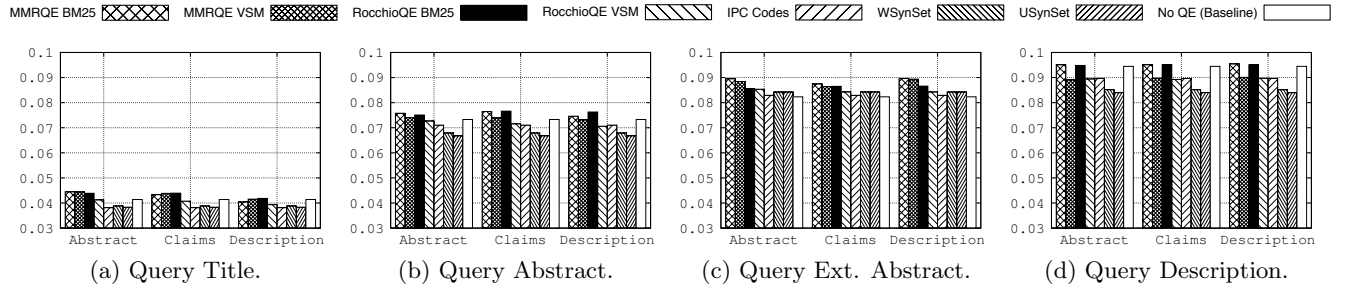 MMRQE BM25 MMRQE VSM RocchioQE BM25 RocchioQE VSM IPC Codes WSynSet USynSet No QE (Baseline)
0.1 0.1 0.1 0.1
0.09 0.09 0.09 0.09
0.08 0.08 0.08 0.08
0.07 0.07 0.07 0.07
0.06 0.06 0.06 0.06
0.05 0.05 0.05 0.05
0.04 0.04 0.04 0.04
0.03 0.03 0.03 0.03
Abstract Claims Description Abstract Claims Description Abstract Claims Description Abstract Claims Description
(a) Query Title. (b) Query Abstract. (c) Query Ext. Abstract. (d) Query Description.